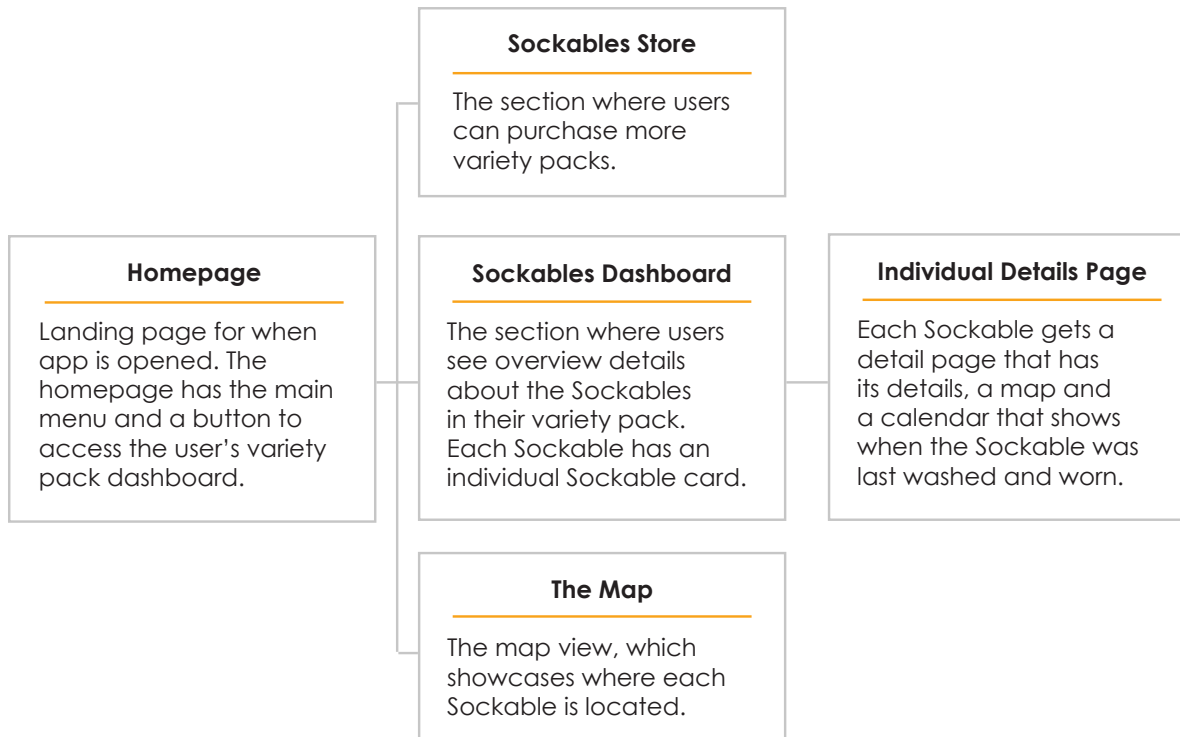 Sockables Store
The section where users
can purchase more
variety packs.
Homepage
Landing page for when
app is opened. The
homepage has the main
menu and a button to
access the user’s variety
pack dashboard.
Sockables Dashboard
The section where users
see overview details
about the Sockables
in their variety pack.
Each Sockable has an
individual Sockable card.
Individual Details Page
Each Sockable gets a
detail page that has
its details, a map and
a calendar that shows
when the Sockable was
last washed and worn.
The Map
The map view, which
showcases where each
Sockable is located.